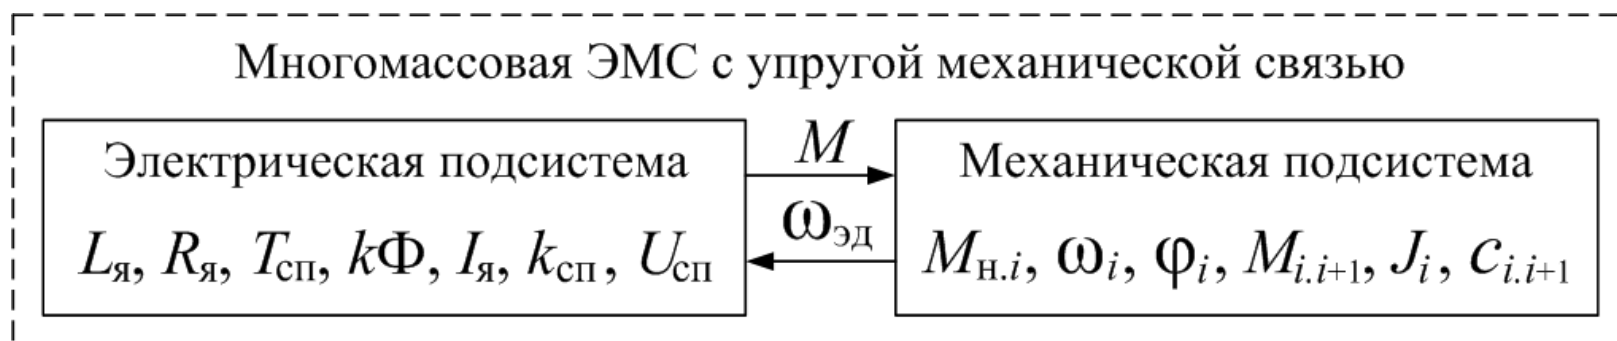 Многомассовая ЭМС с упругой механической связью
Электрическая подсистема
Lя, Rя, Tсп, kΦ, Iя, kсп, Uсп
M
ωэд
Механическая подсистема
Mн.i, ωi, φi, Mi.i+1, Ji, ci.i+1